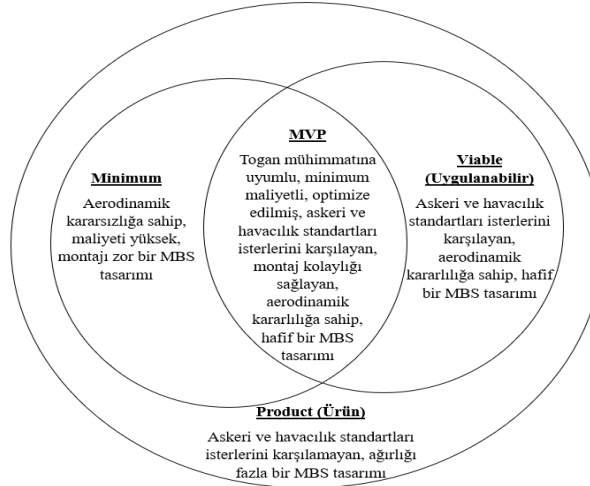 Minimum
Aerodinamik
kararsızlığa sahip,
maliyeti yüksek,
montajı zor bir MBS
tasarımı
MVP
Togan mühimmatına
uyumlu, minimum
maliyetli, optimize
edilmiş, askeri ve
havacılık standartları
isterlerini karşılayan,
montaj kolaylığı
sağlayan,
aerodinamik
kararlılığa sahip,
hafif bir MBS
tasarımı
Viable
(Uygulanabilir)
Askeri ve havacılık
standartları isterlerini
karşılayan,
aerodinamik
kararlılığa sahip, hafif
bir MBS tasarımı
Product (Ürün)
Askeri ve havacılık standartları
isterlerini karşılamayan, ağırlığı
fazla bir MBS tasarımı